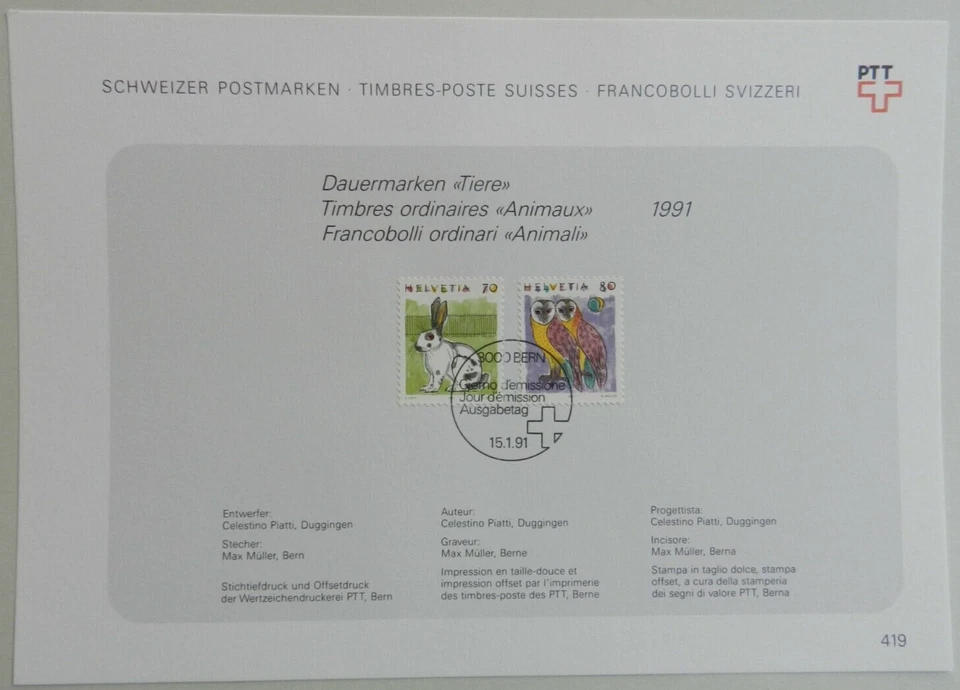 PTT
SCHWEIZER POSTMARKEN · TIMBRES-POSTE SUISSES · FRANCOBOLLI SVIZZERI
Dauermarken «Tiere»
Timbres ordinaires «Animaux» 1991
Francobolli ordinari «Animali»
HELVETIA 70
HELVETIA 80
3000 BERN
Giorno d'emissione
Jour d'émission
Ausgabetag
15.1.91
Entwerfer:
Celestino Piatti, Duggingen
Stecher:
Max Müller, Bern
Stichtiefdruck und Offsetdruck
der Wertzeichendruckerei PTT, Bern
Auteur:
Celestino Piatti, Duggingen
Graveur:
Max Müller, Berne
Impression en taille-douce et
impression offset par l'imprimerie
des timbres-poste des PTT, Berne
Progettista:
Celestino Piatti, Duggingen
Incisore:
Max Müller, Berna
Stampa in taglio dolce, stampa
offset, a cura della stamperia
dei segni di valore PTT, Berna
419